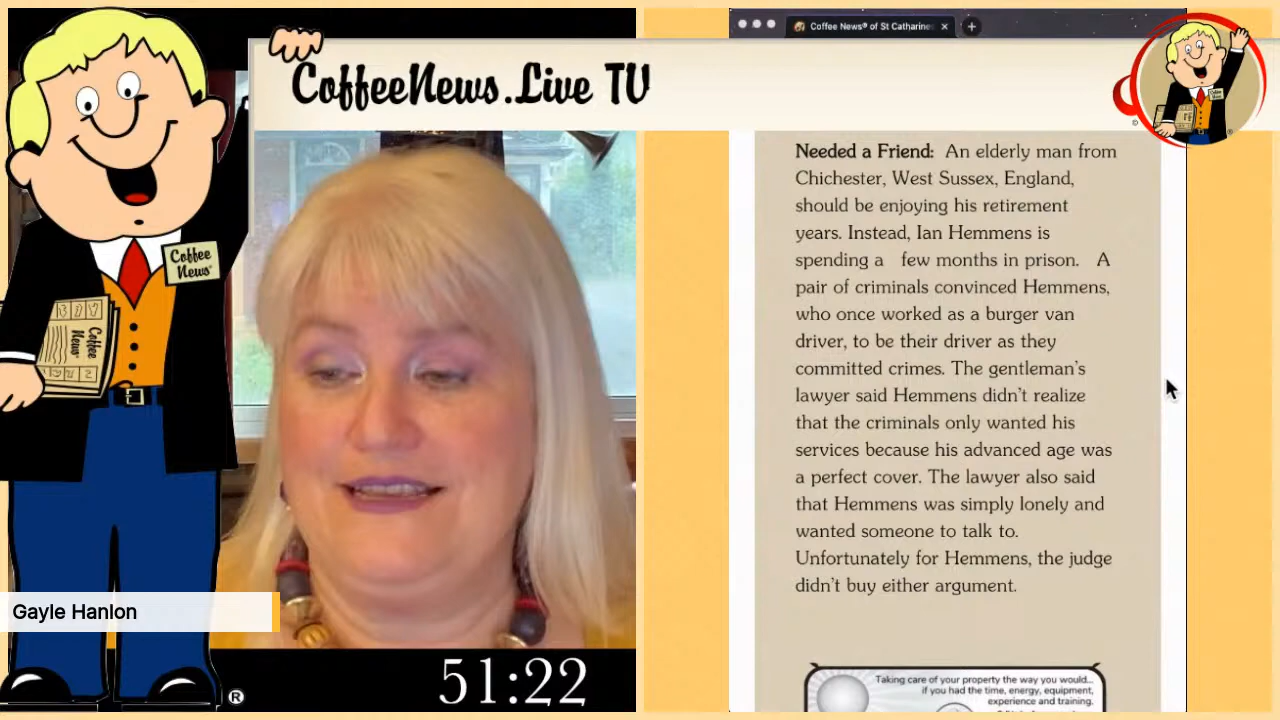 Coffee News® of St Catharine
CoffeeNews.Live TV
Coffee
News®
Coffee
News
Needed a Friend: An elderly man from
Chichester, West Sussex, England,
should be enjoying his retirement
years. Instead, Ian Hemmens is
spending a few months in prison. A
pair of criminals convinced Hemmens,
who once worked as a burger van
driver, to be their driver as they
committed crimes. The gentleman's
lawyer said Hemmens didn't realize
that the criminals only wanted his
services because his advanced age was
a perfect cover. The lawyer also said
that Hemmens was simply lonely and
wanted someone to talk to.
Unfortunately for Hemmens, the judge
didn't buy either argument.
Gayle Hanlon
51:22
®
Taking care of your property the way you would...
if you had the time, energy, equipment,
experience and training.